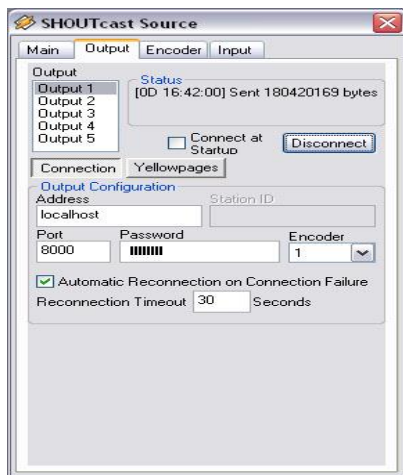 SHOUTcast Source
Main Output Encoder Input
Output
Output 1
Output 2
Output 3
Output 4
Output 5
Status
[0D 16:42:00] Sent 180420169 bytes
Connect at
Startup
Disconnect
Connection Yellowpages
Output Configuration
Address Station ID
localhost
Port Password Encoder
8000 1
Automatic Reconnection on Connection Failure
Reconnection Timeout 30 Seconds